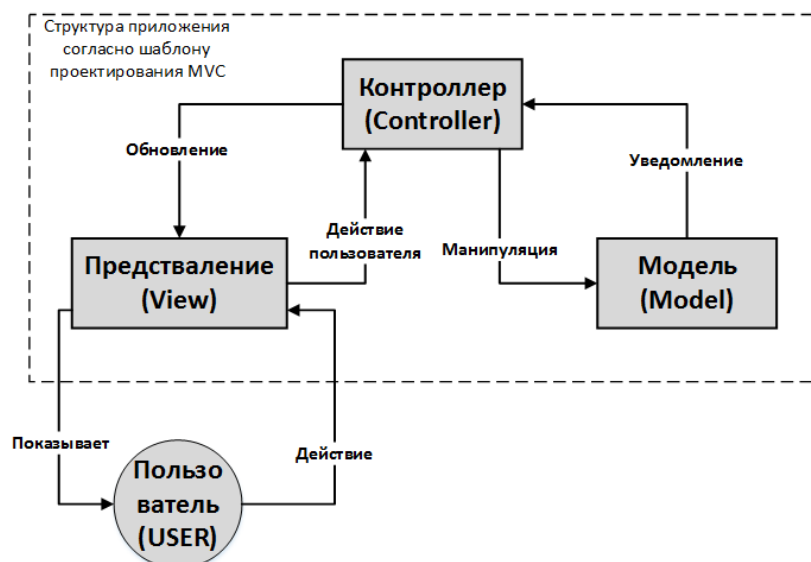 Структура приложения
согласно шаблону
проектирования MVC
Контроллер
(Controller)
Обновление
Уведомление
Действие
пользователя
Манипуляция
Предстваление
(View)
Модель
(Model)
Показывает
Действие
Пользо
ватель
(USER)